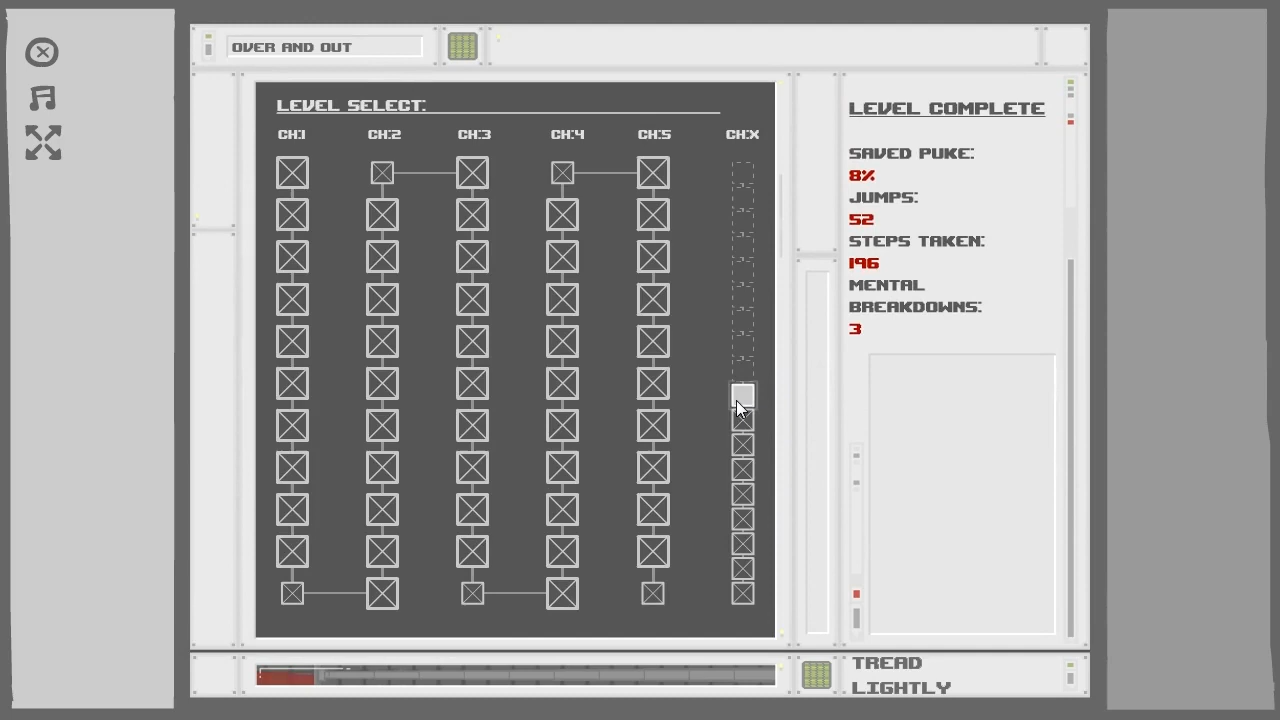 OVER AND OUT
LEVEL SELECT:
CH:1 CH:2 CH:3 CH:4 CH:5 CH:X
LEVEL COMPLETE
SAVED PUKE:
8%
JUMPS:
52
STEPS TAKEN:
196
MENTAL
BREAKDOWNS:
3
TREAD
LIGHTLY